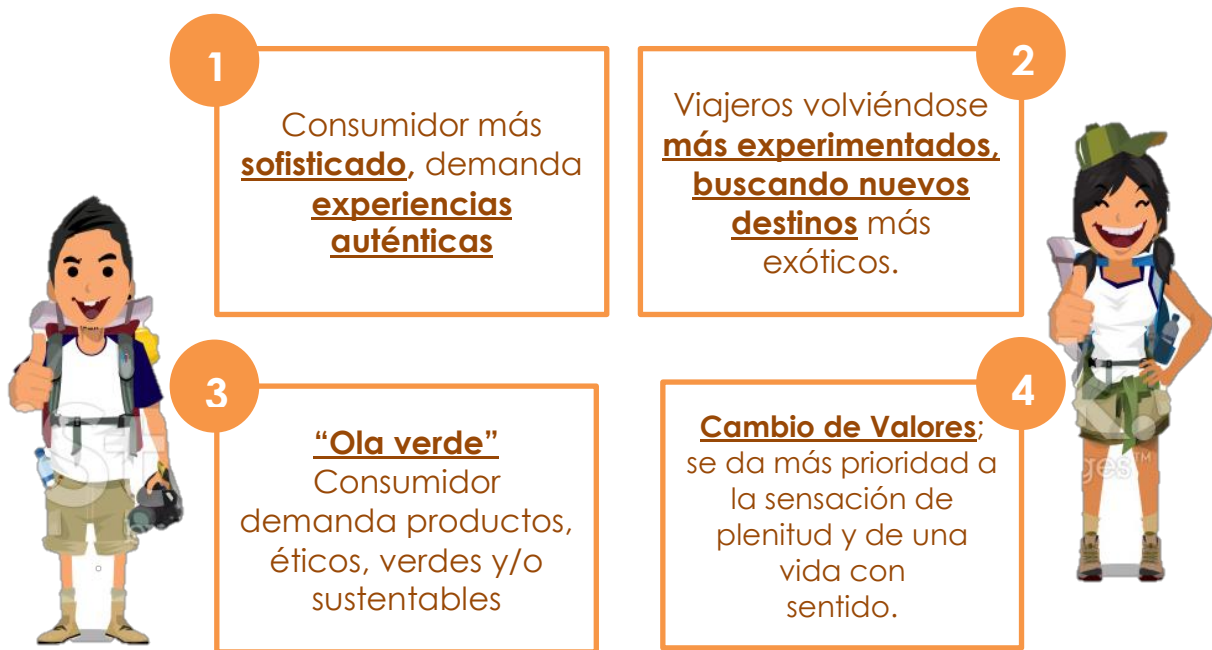 1
Consumidor más
sofisticado, demanda
experiencias
auténticas
2
Viajeros volviéndose
más experimentados,
buscando nuevos
destinos más
exóticos.
3
“Ola verde”
Consumidor
demanda productos,
éticos, verdes y/o
sustentables
4
Cambio de Valores;
se da más prioridad a
la sensación de
plenitud y de una
vida con
sentido.